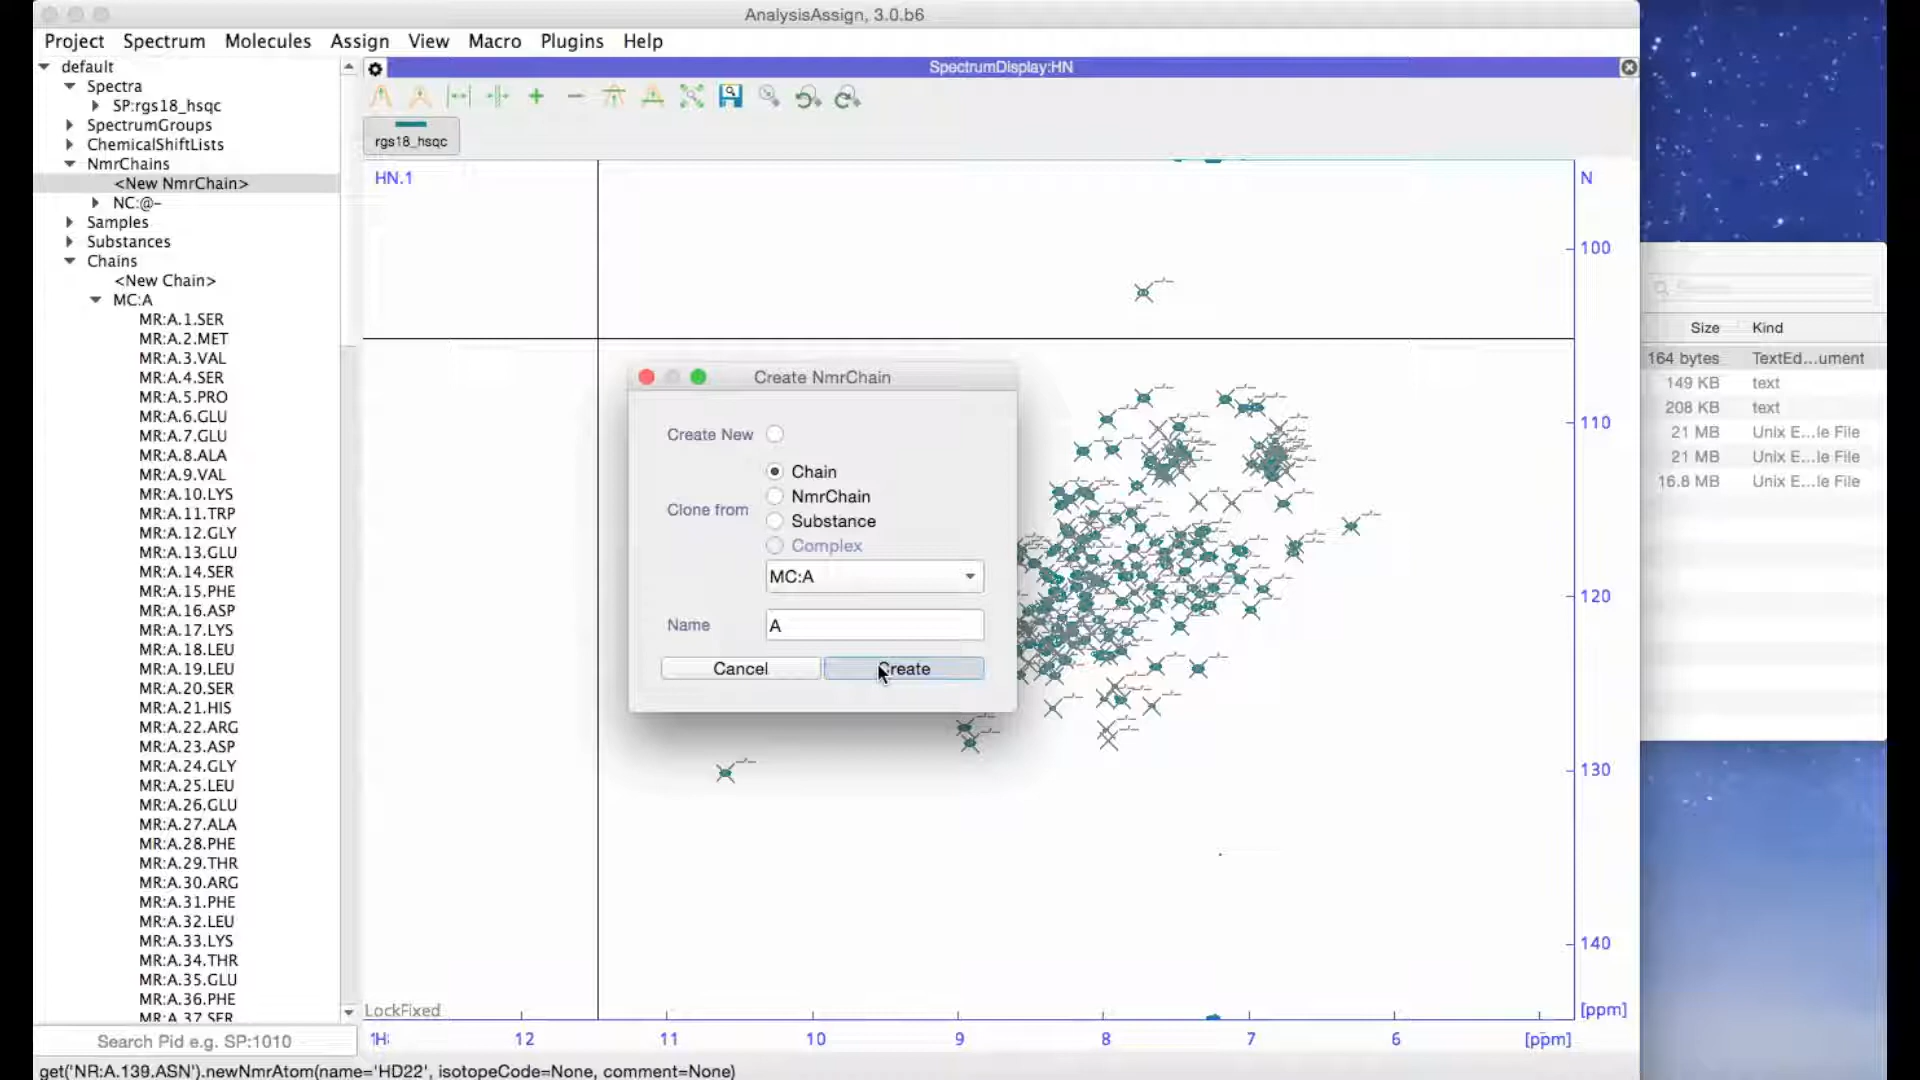 AnalysisAssign, 3.0.b6
Project Spectrum Molecules Assign View Macro Plugins Help
default
Spectra
SP:rgs18_hsqc
SpectrumGroups
ChemicalShiftLists
NmrChains
<New NmrChain>
NC:@-
Samples
Substances
Chains
<New Chain>
MC:A
MR:A.1.SER
MR:A.2.MET
MR:A.3.VAL
MR:A.4.SER
MR:A.5.PRO
MR:A.6.GLU
MR:A.7.GLU
MR:A.8.ALA
MR:A.9.VAL
MR:A.10.LYS
MR:A.11.TRP
MR:A.12.GLY
MR:A.13.GLU
MR:A.14.SER
MR:A.15.PHE
MR:A.16.ASP
MR:A.17.LYS
MR:A.18.LEU
MR:A.19.LEU
MR:A.20.SER
MR:A.21.HIS
MR:A.22.ARG
MR:A.23.ASP
MR:A.24.GLY
MR:A.25.LEU
MR:A.26.GLU
MR:A.27.ALA
MR:A.28.PHE
MR:A.29.THR
MR:A.30.ARG
MR:A.31.PHE
MR:A.32.LEU
MR:A.33.LYS
MR:A.34.THR
MR:A.35.GLU
MR:A.36.PHE
MR:A.37.SER
Search Pid e.g. SP:1010
get('NR:A.139.ASN').newNmrAtom(name='HD22', isotopeCode=None, comment=None)
SpectrumDisplay:HN
rgs18_hsqc
HN.1
N
100
110
120
130
140
[ppm]
LockFixed
1H:
12 11 10 9 8 7 6 [ppm]
Create NmrChain
Create New
Clone from
Chain
NmrChain
Substance
Complex
MC:A
Name A
Cancel Create
Size Kind
164 bytes TextEd...ument
149 KB text
208 KB text
21 MB Unix E...le File
21 MB Unix E...le File
16.8 MB Unix E...le File